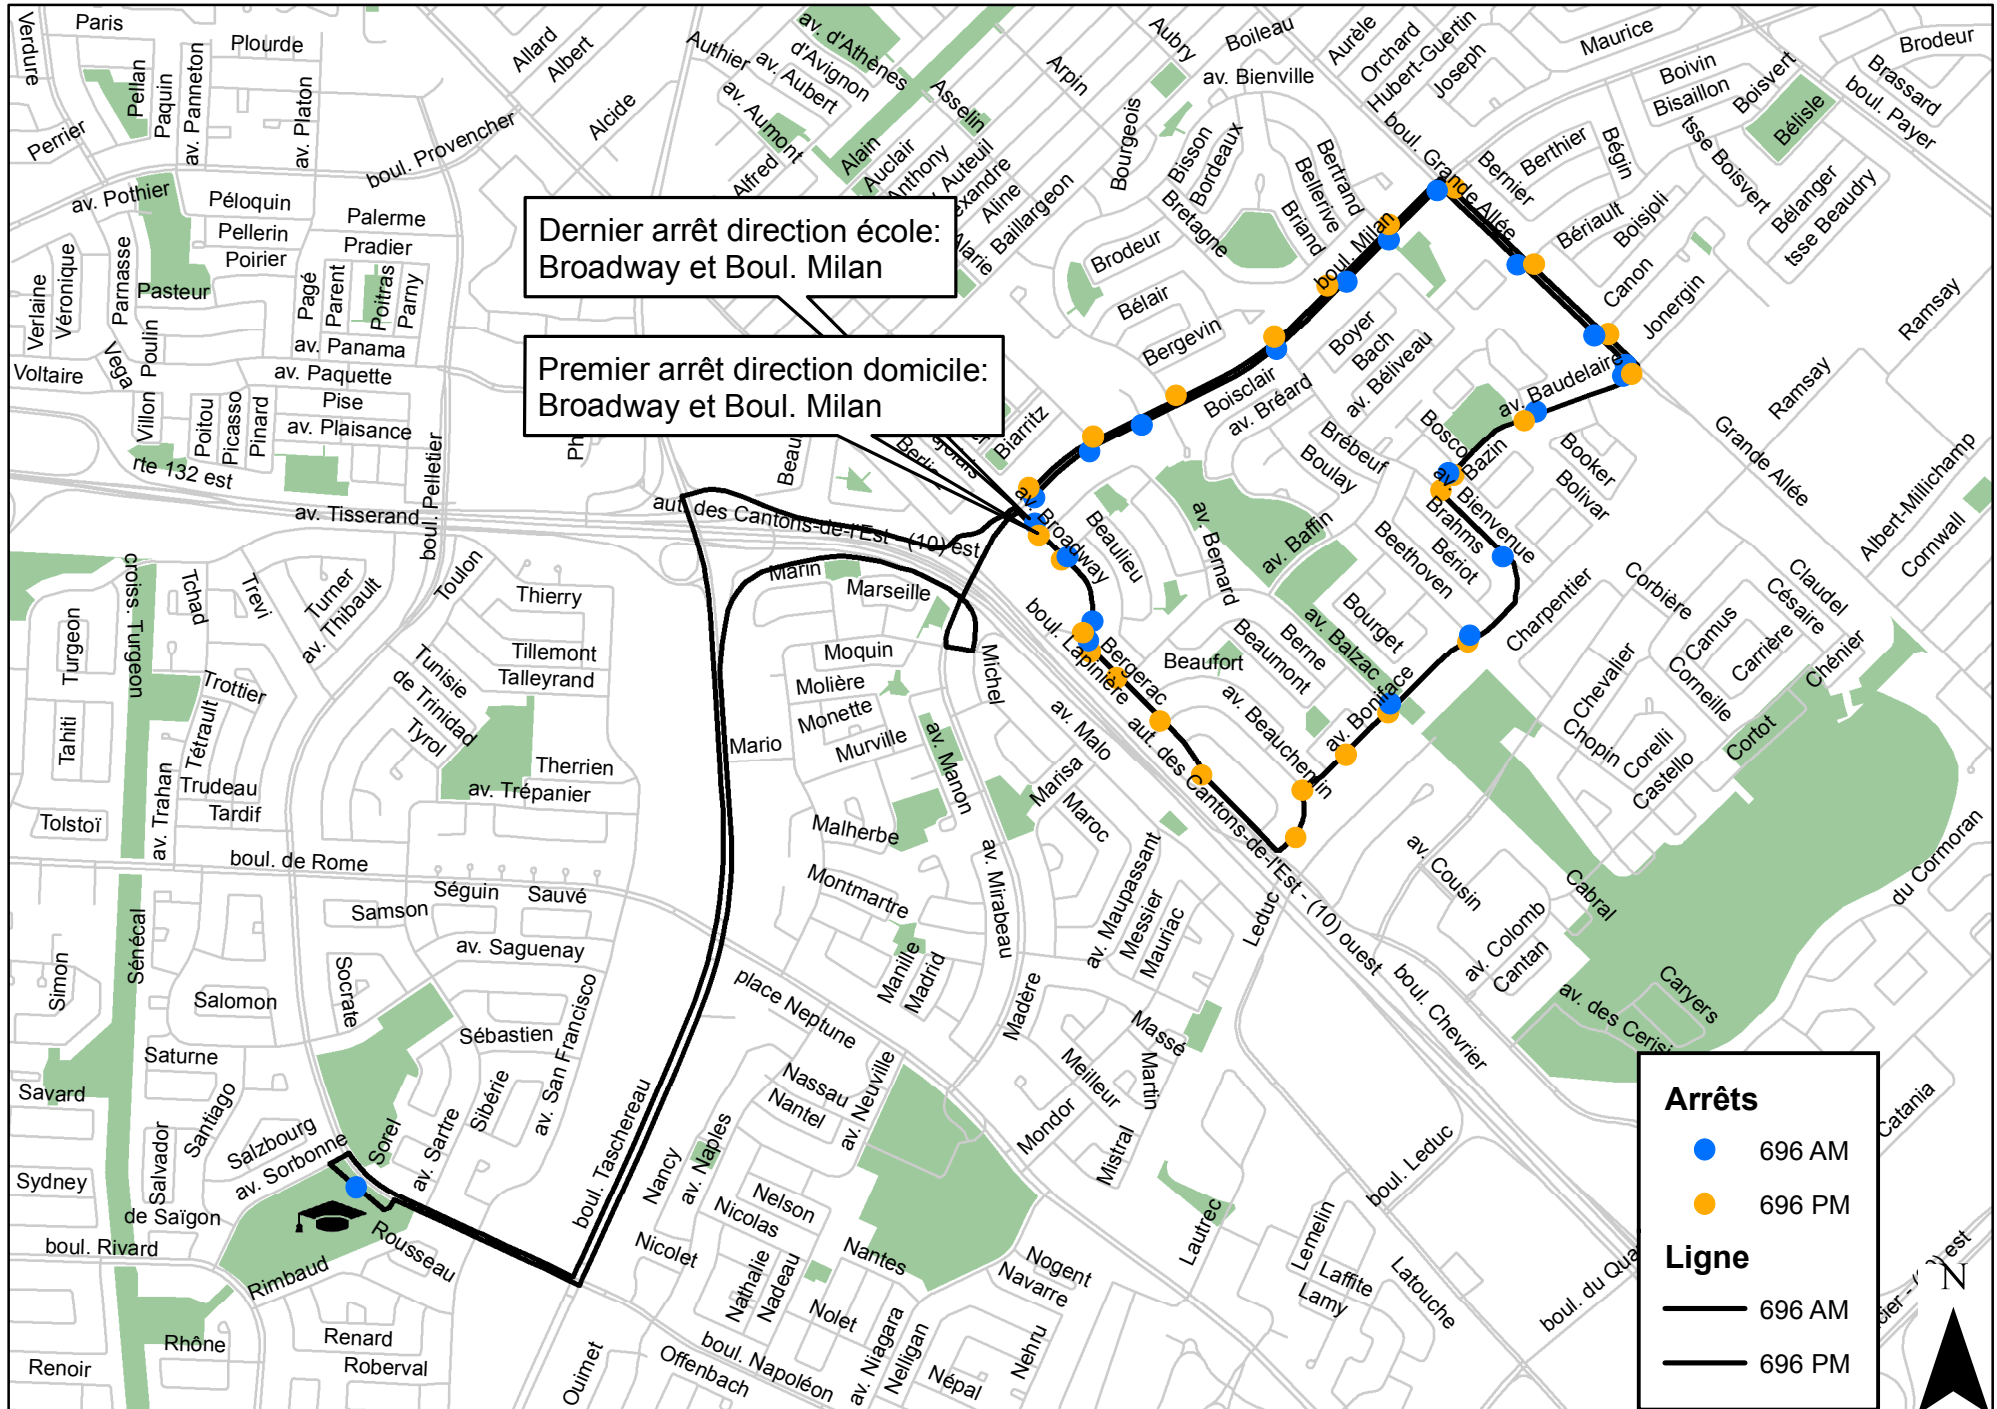 Dernier arrêt direction école:
Broadway et Boul. Milan
Premier arrêt direction domicile:
Broadway et Boul. Milan
Verdure
Paris
Plourde
Pellan
Paquin
av. Panneton
av. Platon
Perrier
Allard
Albert
Alcide
boul. Provencher
Authier
av. d'Athènes
d'Avignon
av. Aubert
av. Aumont
Alfred
Alain
Auclair
Anthony
Asselin
Arpin
Aubry
Boileau
av. Bienville
Aurèle
Orchard
Hubert-Guertin
Joseph
Maurice
Boivin
Bisaillon
Boisvert
Brodeur
Brassard
boul. Payer
Bélisle
tsse Boisvert
Bélanger
tsse Beaudry
Bégin
Berthier
Bernier
Bériault
Boisjoli
boul. Grande Allée
Canon
Jonergin
Ramsay
Ramsay
Bourgeois
Bisson
Bordeaux
Bretagne
Bertrand
Bellerive
Briand
boul. Milan
Brodeur
Bélair
Bergevin
Aline
Alarie
Baillargeon
av. Pothier
Péloquin
Pellerin
Poirier
Palerme
Pradier
Pagé
Parent
Poitras
Parny
av. Panama
Pasteur
Parnasse
Véronique
Verlaine
Vega
Poulin
Voltaire
Villon
Poitou
Picasso
Pinard
av. Paquette
Pise
av. Plaisance
boul. Pelletier
rte 132 est
av. Tisserand
Biarritz
Boisclair
av. Bréard
Boyer
Bach
av. Béliveau
Brébeuf
Boulay
Bosco
Bazin
av. Baudelaire
Booker
Bolivar
av. Bienvenue
Brahms
Bériot
Beethoven
Bourget
Grande Allée
Albert-Millichamp
Cornwall
aut. des Cantons-de-l'Est - (10) est
av. Broadway
Beaulieu
av. Bernard
av. Baffin
av. Balzac
Berne
Beaumont
Beaufort
av. Beauchemin
av. Boniface
Bergerac
boul. Lapinière
aut. des Cantons-de-l'Est - (10) ouest
Charpentier
Corbière
Claudel
Césaire
Camus
Carrière
Chénier
Corneille
Chevalier
Chopin
Corelli
Castello
Cortot
Cabral
av. Cousin
av. Colomb
Cantan
Caryers
du Cormoran
boul. Chevrier
Catania
croiss. Turgeon
Turgeon
Tchad
Trevi
Turner
av. Thibault
Toulon
Thierry
Tillemont
Talleyrand
Tunisie
de Trinidad
Tyrol
Tahiti
Trottier
Tétrault
Trudeau
Tardif
Tolstoï
av. Trahan
Therrien
av. Trépanier
Marin
Marseille
Moquin
Molière
Monette
Murville
Mario
Michel
av. Malo
av. Manon
Marisa
Maroc
Malherbe
Montmartre
av. Mirabeau
Manille
Madrid
Madère
av. Maupassant
Messier
Mauriac
Leduc
Massé
Martin
Meilleur
Mondor
Mistral
boul. de Rome
Séguin
Sauvé
Samson
av. Saguenay
Sénécal
Simon
Salomon
Socrate
Sébastien
av. San Francisco
Saturne
Santiago
Savard
Salzbourg
av. Sorbonne
Sorel
av. Sartre
Sibérie
Salvador
Sydney
de Saïgon
boul. Rivard
Rimbaud
Rousseau
Rhône
Renard
Roberval
Renoir
boul. Taschereau
place Neptune
Nassau
Nantel
av. Neuville
Nancy
av. Naples
Nelson
Nicolas
Nicolet
Nathalie
Nadeau
Nantes
Nolet
av. Niagara
Nelligan
Népal
Nehru
Nogent
Navarre
boul. Napoléon
Offenbach
Ouimet
Lautrec
Lemelin
Laffite
Lamy
Latouche
boul. Leduc
Arrêts
696 AM
696 PM
Ligne
696 AM
696 PM
N